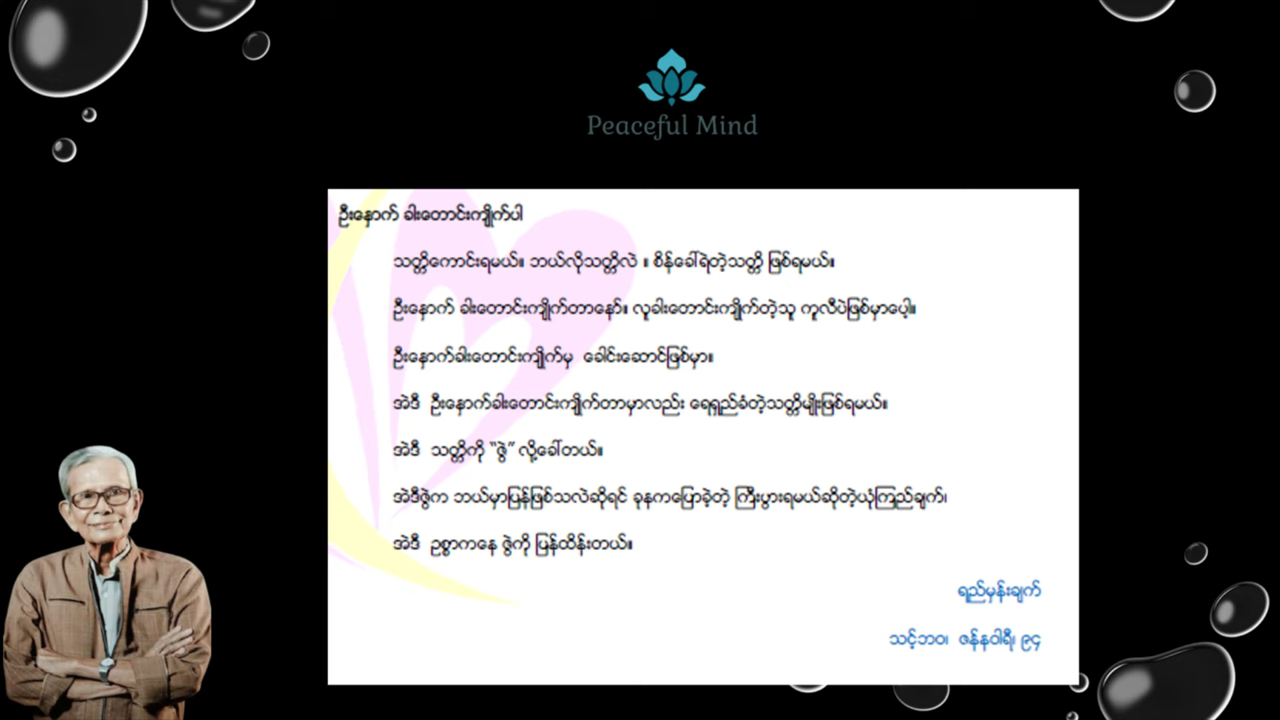 Peaceful Mind
ဦးနှောက် ခါးတောင်းကျိုက်ပါ
သတ္တိကောင်းရမယ်။ ဘယ်လိုသတ္တိလဲ ။ စိန်ခေါ်ရဲတဲ့သတ္တိ ဖြစ်ရမယ်။
ဦးနှောက် ခါးတောင်းကျိုက်တာနော်။ လူခါးတောင်းကျိုက်တဲ့သူ ကူလီပဲဖြစ်မှာပေါ့။
ဦးနှောက်ခါးတောင်းကျိုက်မှ ခေါင်းဆောင်ဖြစ်မှာ။
အဲဒီ ဦးနှောက်ခါးတောင်းကျိုက်တာမှာလည်း ရေရှည်ခံတဲ့သတ္တိမျိုးဖြစ်ရမယ်။
အဲဒီ သတ္တိကို “ဇွဲ” လို့ခေါ်တယ်။
အဲဒီဇွဲက ဘယ်မှာပြန်ဖြစ်သလဲဆိုရင် ခုနကပြောခဲ့တဲ့ ကြီးပွားရမယ်ဆိုတဲ့ယုံကြည်ချက်၊
အဲဒီ ဥစ္စာကနေ ဇွဲကို ပြန်ထိန်းတယ်။
ရည်မှန်းချက်
သင့်ဘဝ၊ ဇန်နဝါရီ၊ ၉၄